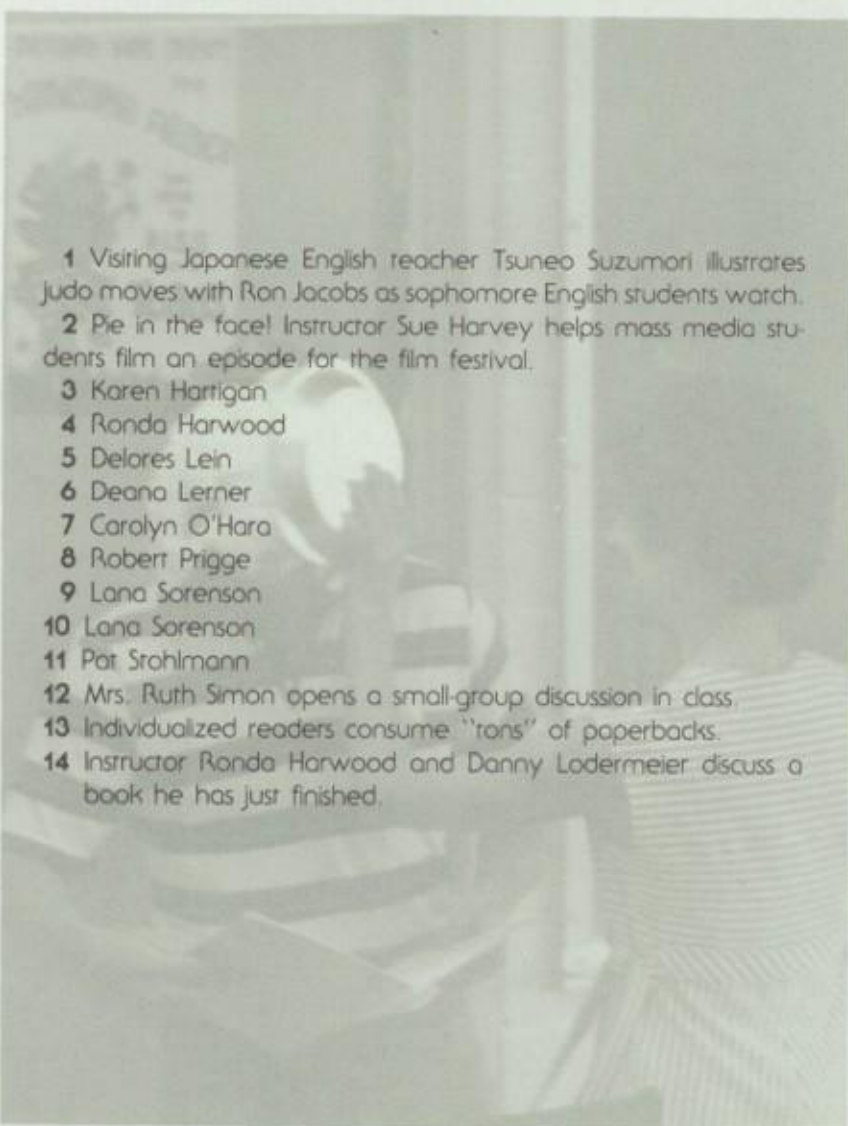 1 Visiting Japanese English teacher Tsuneo Suzumori illustrates
judo moves with Ron Jacobs as sophomore English students watch.
2 Pie in the face! Instructor Sue Harvey helps mass media stu-
dents film an episode for the film festival.
3 Karen Hartigan
4 Ronda Harwood
5 Delores Lein
6 Deana Lerner
7 Carolyn O'Hara
8 Robert Prigge
9 Lana Sorenson
10 Lana Sorenson
11 Pat Strohlmann
12 Mrs. Ruth Simon opens a small-group discussion in class.
13 Individualized readers consume "tons" of paperbacks.
14 Instructor Ronda Harwood and Danny Lodermeier discuss a
book he has just finished.